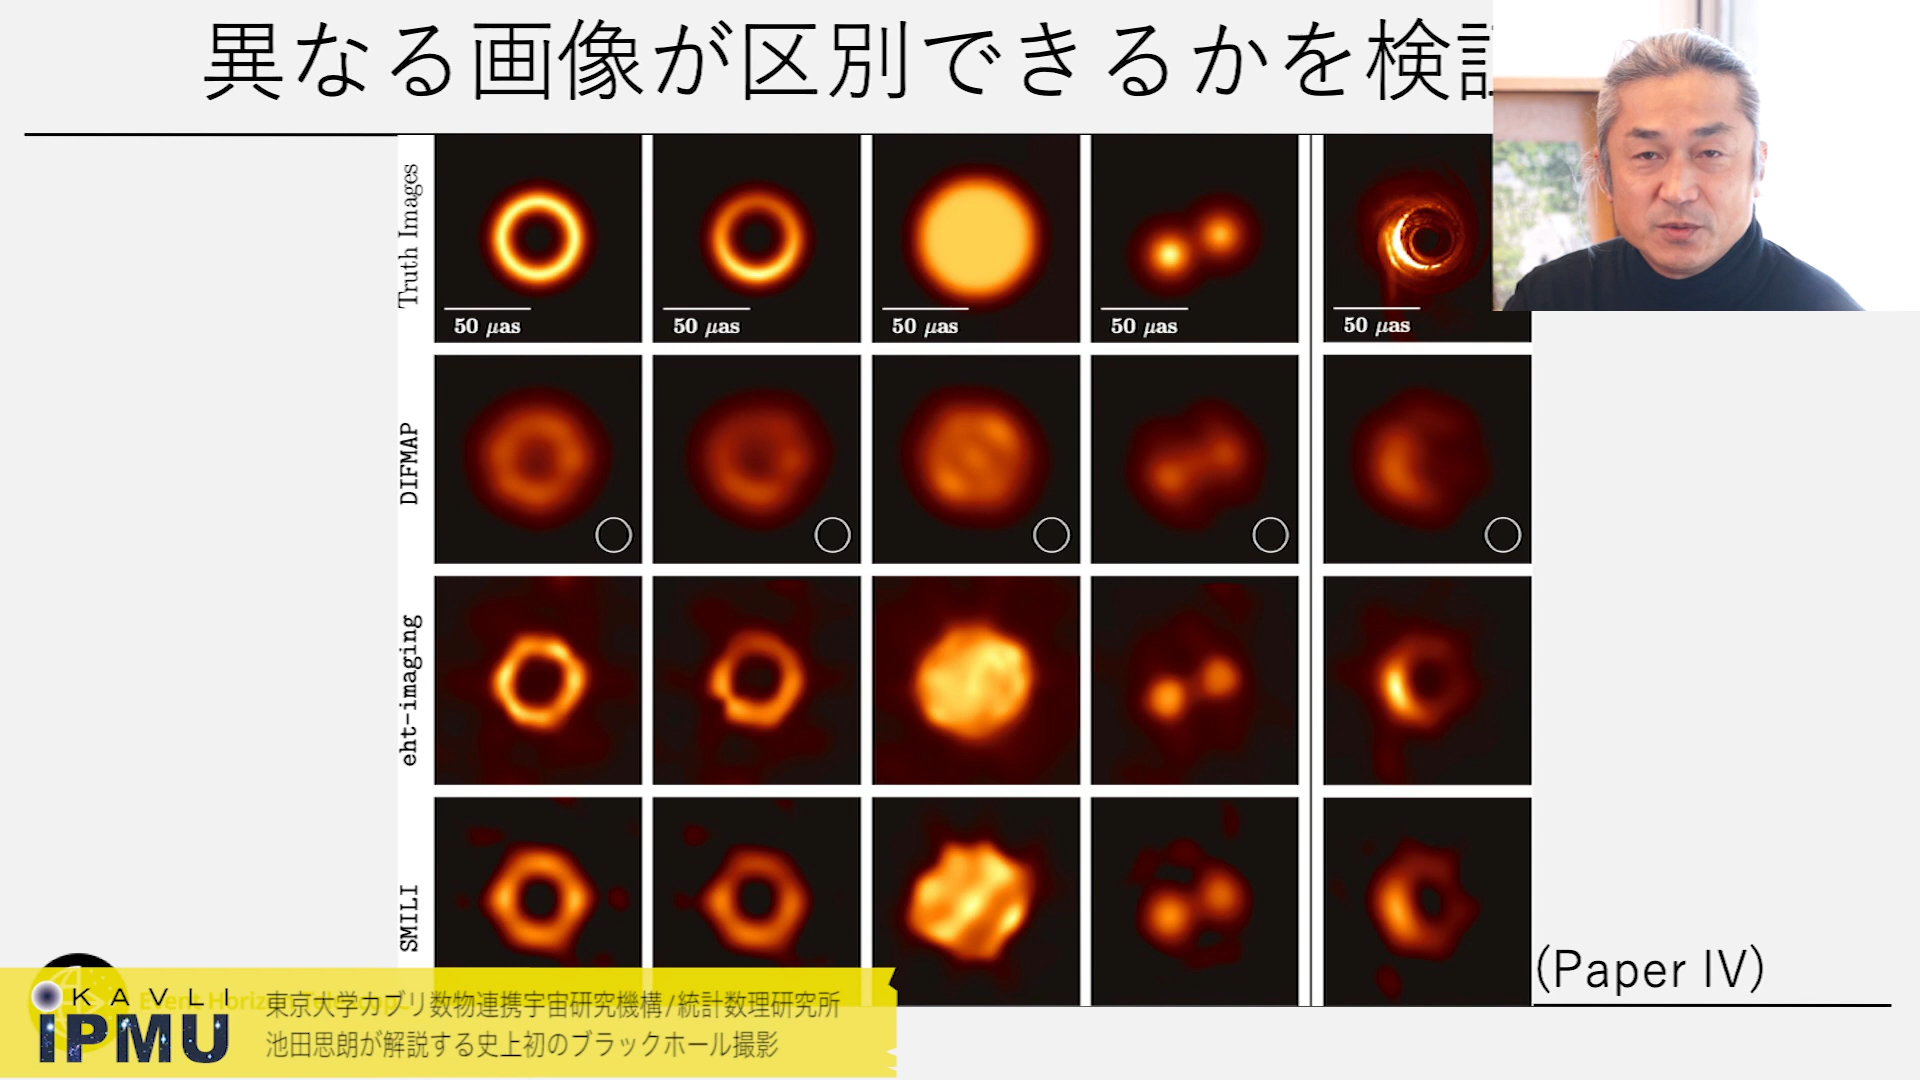 異なる画像が区別できるかを検
Truth Images
50 μas
50 μas
50 μas
50 μas
50 μas
DIFMAP
eht-imaging
SMILI
(Paper IV)
KAVLI
IPMU
東京大学カブリ数物連携宇宙研究機構/統計数理研究所
池田思朗が解説する史上初のブラックホール撮影